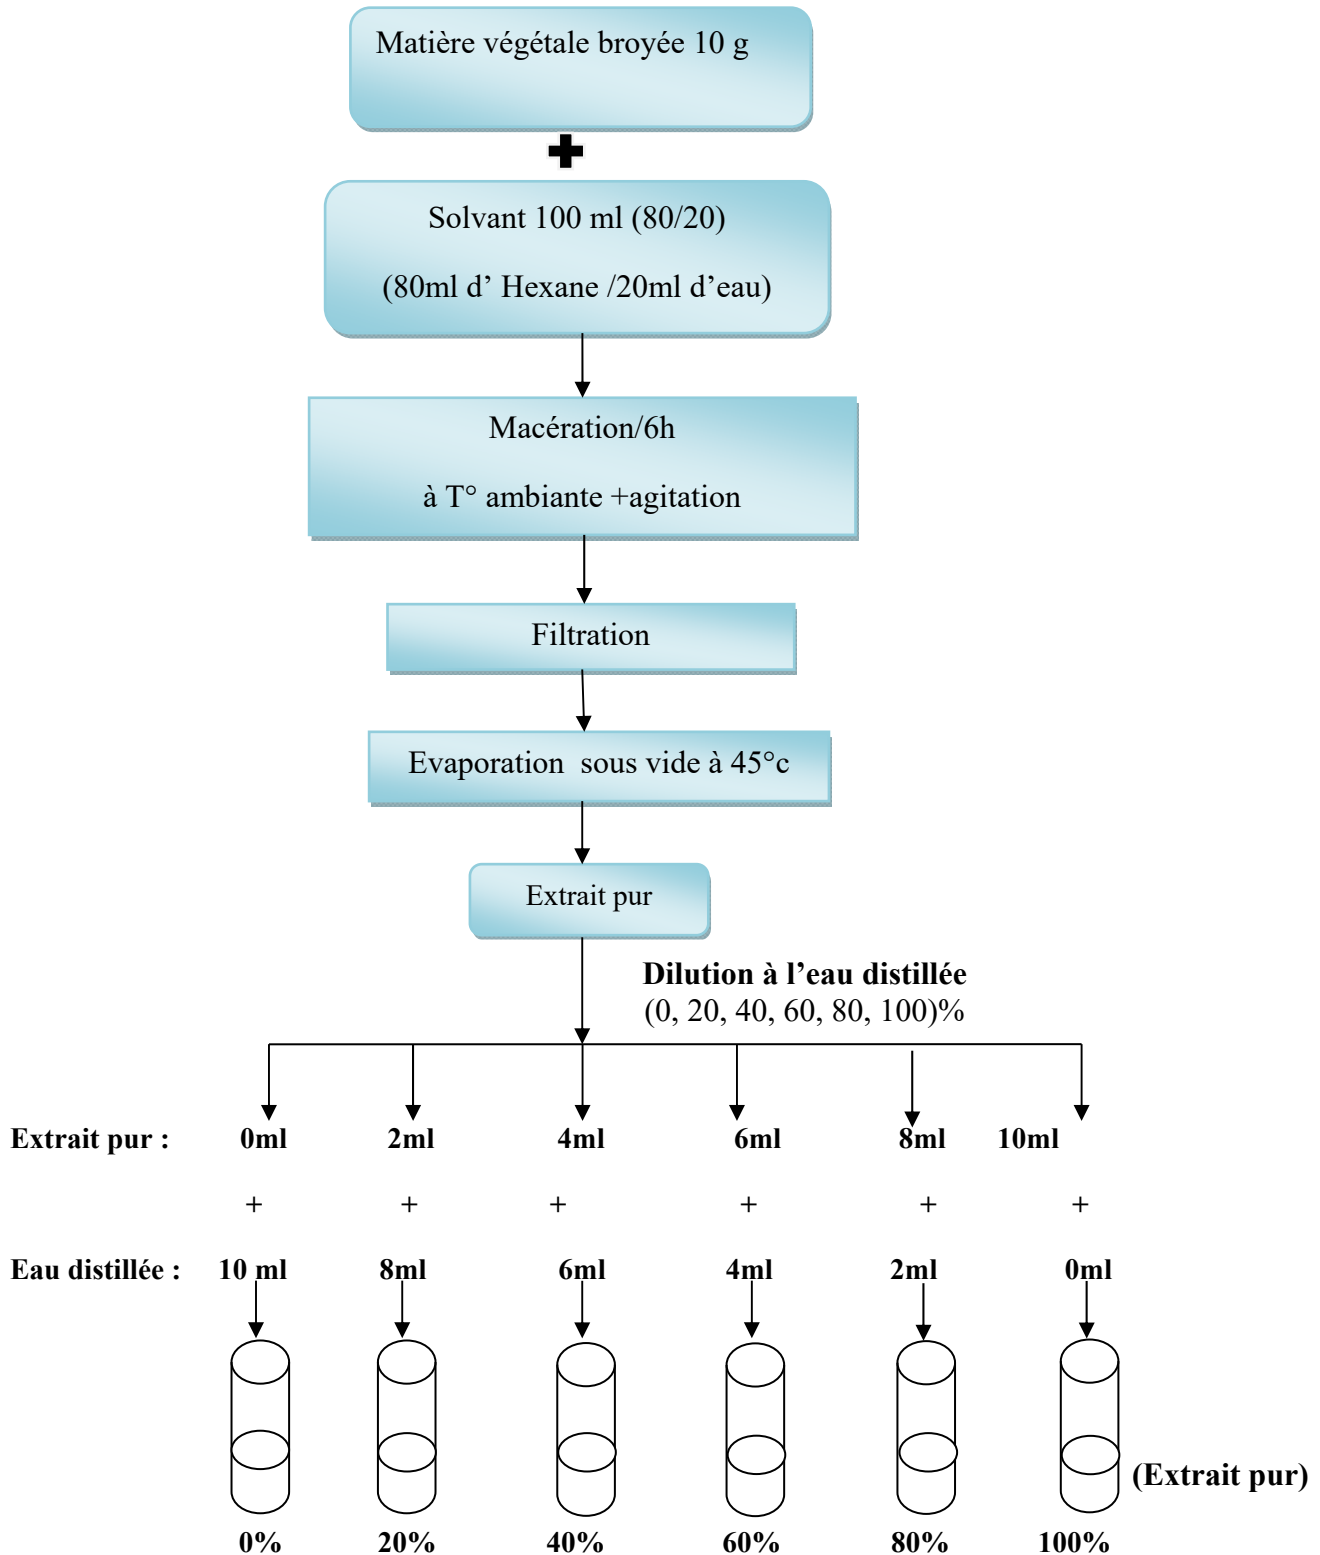 Matière végétale broyée 10 g
Solvant 100 ml (80/20)
(80ml d’ Hexane /20ml d’eau)
Macération/6h
à T° ambiante +agitation
Filtration
Evaporation sous vide à 45°c
Extrait pur
Dilution à l’eau distillée
(0, 20, 40, 60, 80, 100)%
Extrait pur : 0ml 2ml 4ml 6ml 8ml 10ml
+ + + + + +
Eau distillée : 10 ml 8ml 6ml 4ml 2ml 0ml
(Extrait pur)
0% 20% 40% 60% 80% 100%